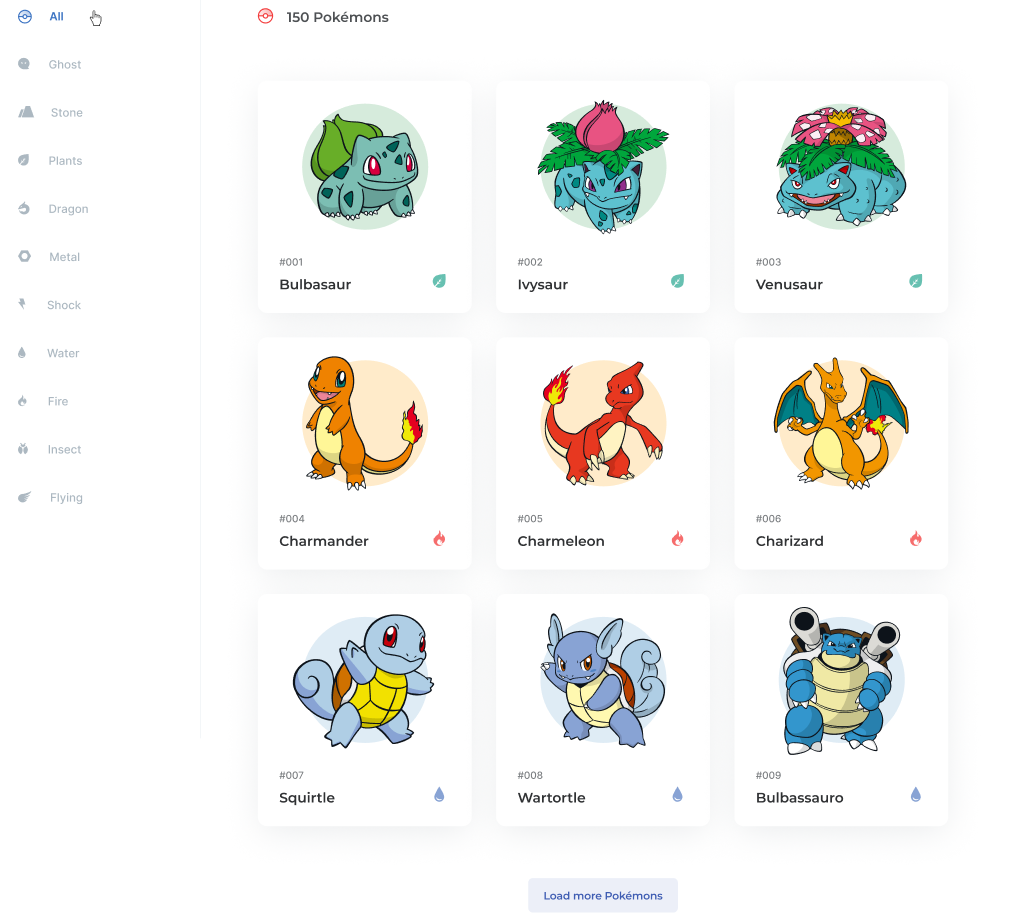 All
Ghost
Stone
Plants
Dragon
Metal
Shock
Water
Fire
Insect
Flying
150 Pokémons
#001
Bulbasaur
#002
Ivysaur
#003
Venusaur
#004
Charmander
#005
Charmeleon
#006
Charizard
#007
Squirtle
#008
Wartortle
#009
Bulbassauro
Load more Pokémons